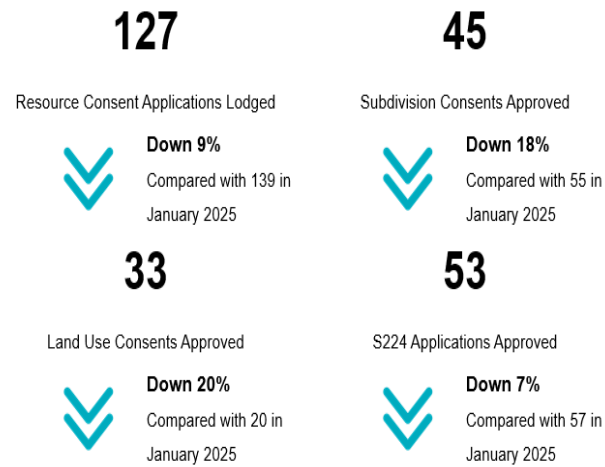 127
Resource Consent Applications Lodged
Down 9%
Compared with 139 in
January 2025
45
Subdivision Consents Approved
Down 18%
Compared with 55 in
January 2025
33
Land Use Consents Approved
Down 20%
Compared with 20 in
January 2025
53
S224 Applications Approved
Down 7%
Compared with 57 in
January 2025